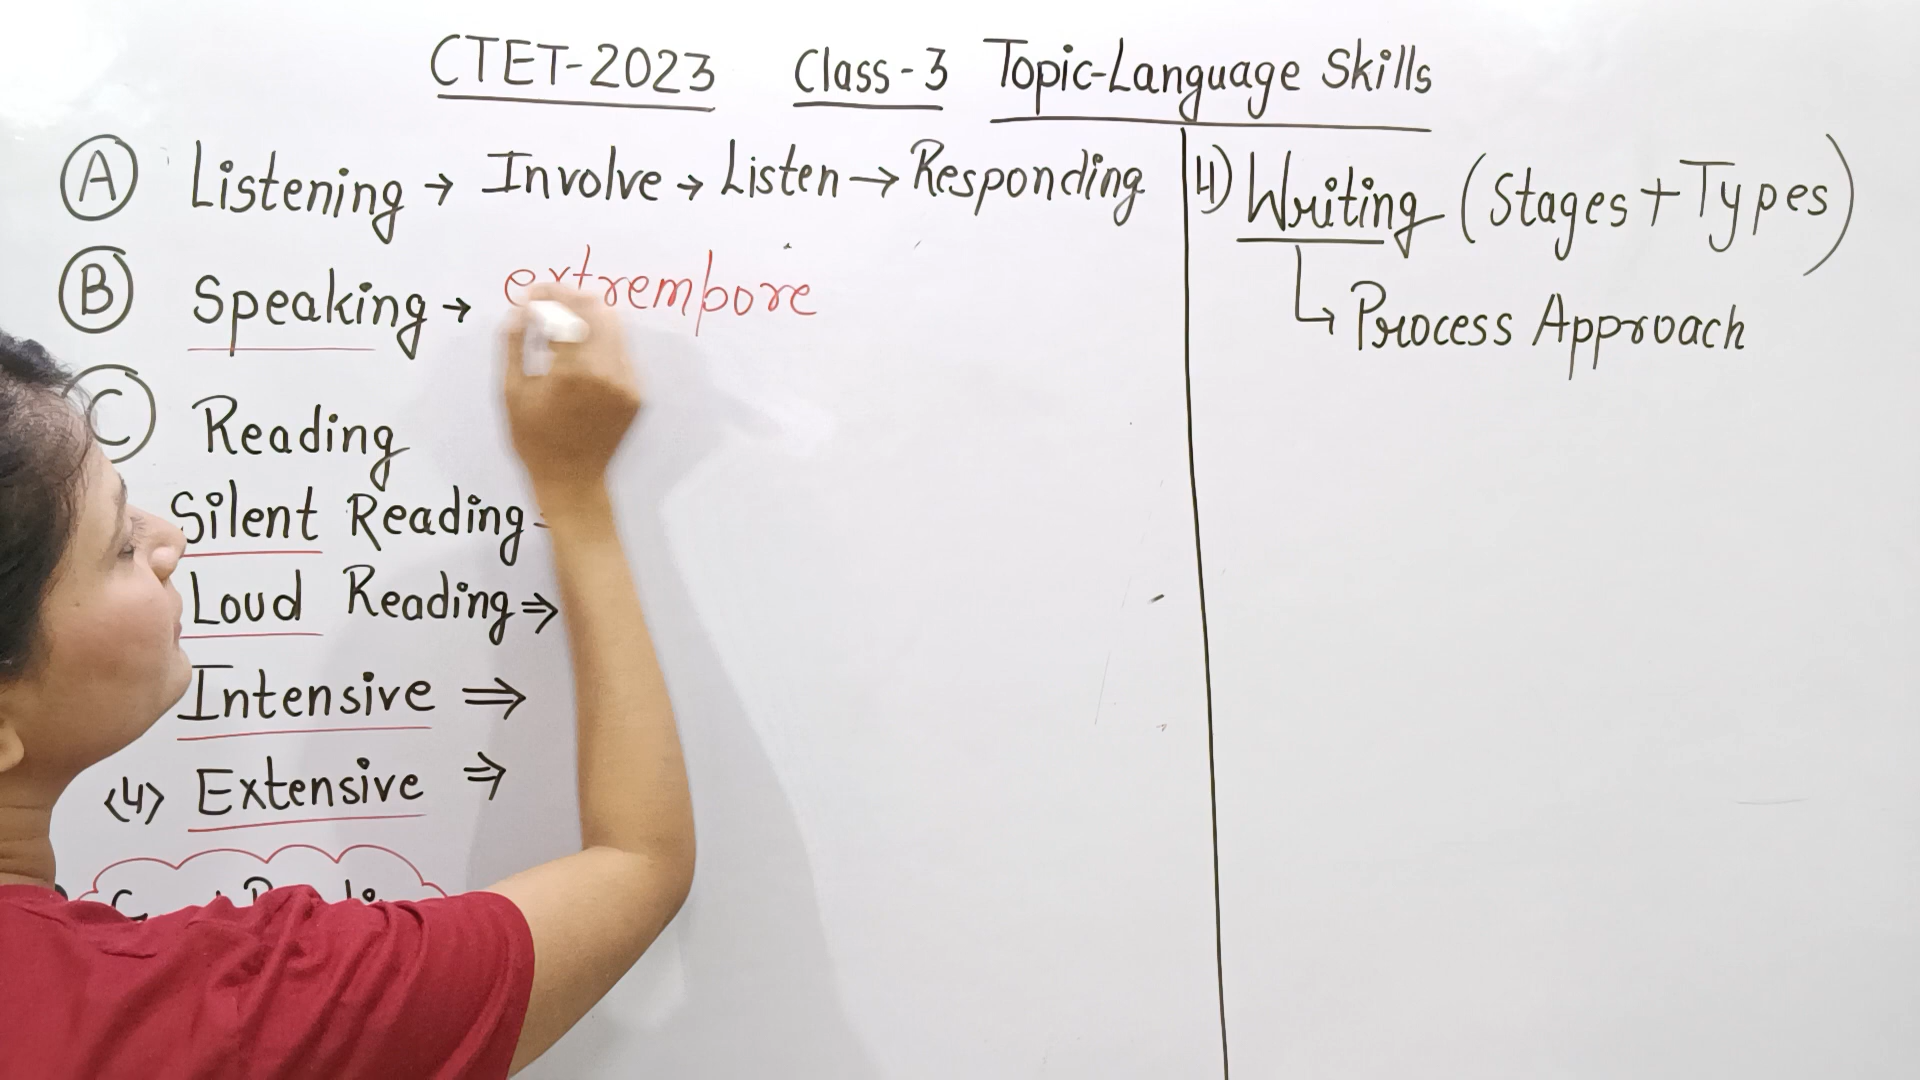 CTET-2023 Class-3 Topic-Language Skills
A Listening → Involve → Listen → Responding
B Speaking → extrempore
C Reading
Silent Reading
Loud Reading ⇒
Intensive ⇒
<4> Extensive ⇒
4) Writing (Stages + Types)
↳ Process Approach